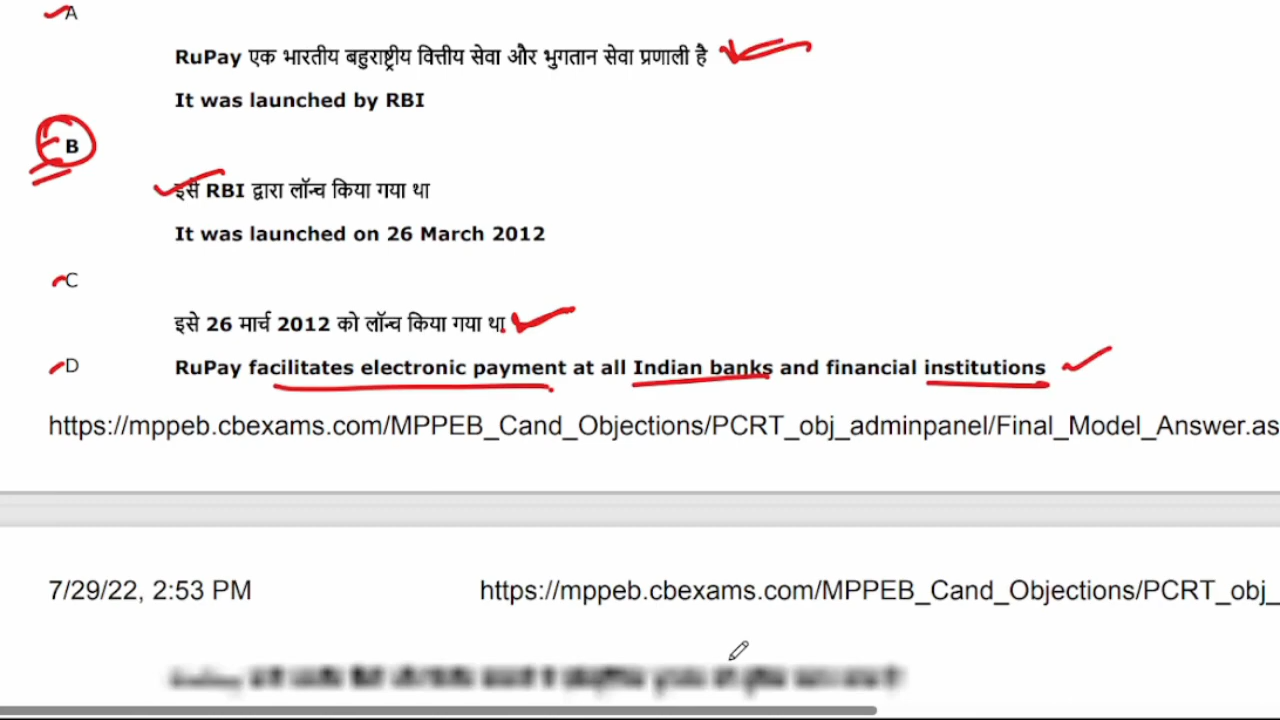 A
RuPay एक भारतीय बहुराष्ट्रीय वित्तीय सेवा और भुगतान सेवा प्रणाली है
It was launched by RBI
B
इसे RBI द्वारा लॉन्च किया गया था
It was launched on 26 March 2012
C
इसे 26 मार्च 2012 को लॉन्च किया गया था
D RuPay facilitates electronic payment at all Indian banks and financial institutions
https://mppeb.cbexams.com/MPPEB_Cand_Objections/PCRT_obj_adminpanel/Final_Model_Answer.as
7/29/22, 2:53 PM https://mppeb.cbexams.com/MPPEB_Cand_Objections/PCRT_obj_